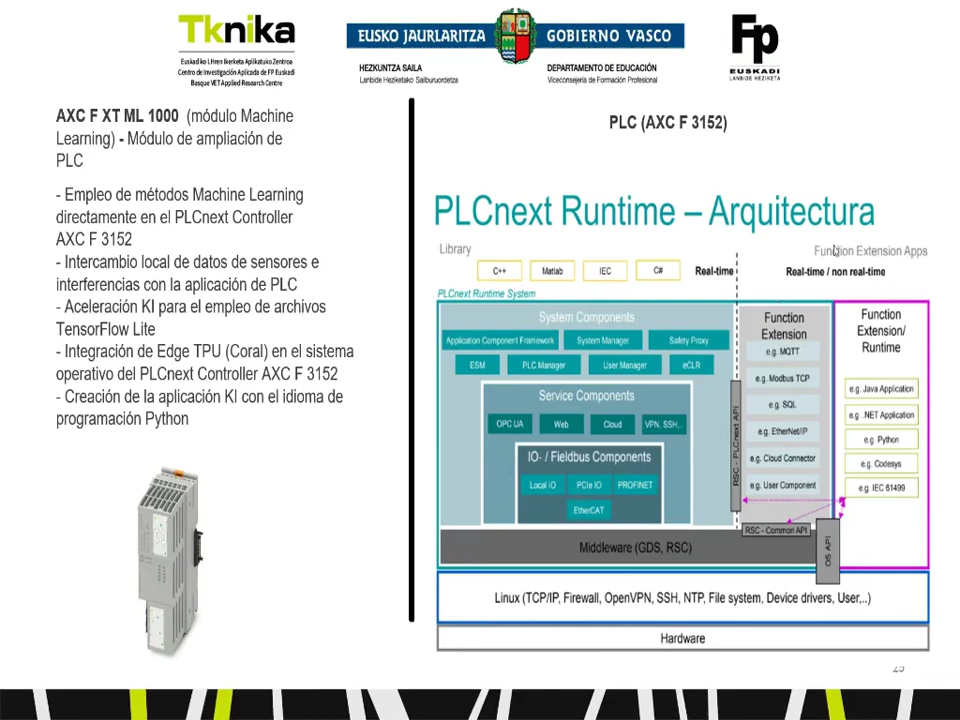 Tknika
Euskadiko LHren Ikerketa Aplikatuko Zentroa
Centro de Investigación Aplicada de FP Euskadi
Basque VET Applied Research Centre
EUSKO JAURLARITZA
GOBIERNO VASCO
HEZKUNTZA SAILA
Lanbide Heziketako Sailburuordetza
DEPARTAMENTO DE EDUCACIÓN
Viceconsejería de Formación Profesional
Fp
EUSKADI
LANBIDE HEZIKETA
AXC F XT ML 1000 (módulo Machine
Learning) - Módulo de ampliación de
PLC
- Empleo de métodos Machine Learning
directamente en el PLCnext Controller
AXC F 3152
- Intercambio local de datos de sensores e
interferencias con la aplicación de PLC
- Aceleración KI para el empleo de archivos
TensorFlow Lite
- Integración de Edge TPU (Coral) en el sistema
operativo del PLCnext Controller AXC F 3152
- Creación de la aplicación KI con el idioma de
programación Python
PLC (AXC F 3152)
PLCnext Runtime – Arquitectura
Library
Function Extension Apps
C++
Matlab
IEC
C#
Real-time
Real-time / non real-time
PLCnext Runtime System
System Components
Application Component Framework
System Manager
Safety Proxy
ESM
PLC Manager
User Manager
eCLR
Service Components
OPC UA
Web
Cloud
VPN, SSH,..
IO- / Fieldbus Components
Local IO
PCIe IO
PROFINET
EtherCAT
RSC - PLCnext API
Function
Extension
e.g. MQTT
e.g. Modbus TCP
e.g. SQL
e.g. EtherNet/IP
e.g. Cloud Connector
e.g. User Component
RSC - Common API
Function
Extension/
Runtime
e.g. Java Application
e.g. .NET Application
e.g. Python
e.g. Codesys
e.g. IEC 61499
OS API
Middleware (GDS, RSC)
Linux (TCP/IP, Firewall, OpenVPN, SSH, NTP, File system, Device drivers, User,..)
Hardware